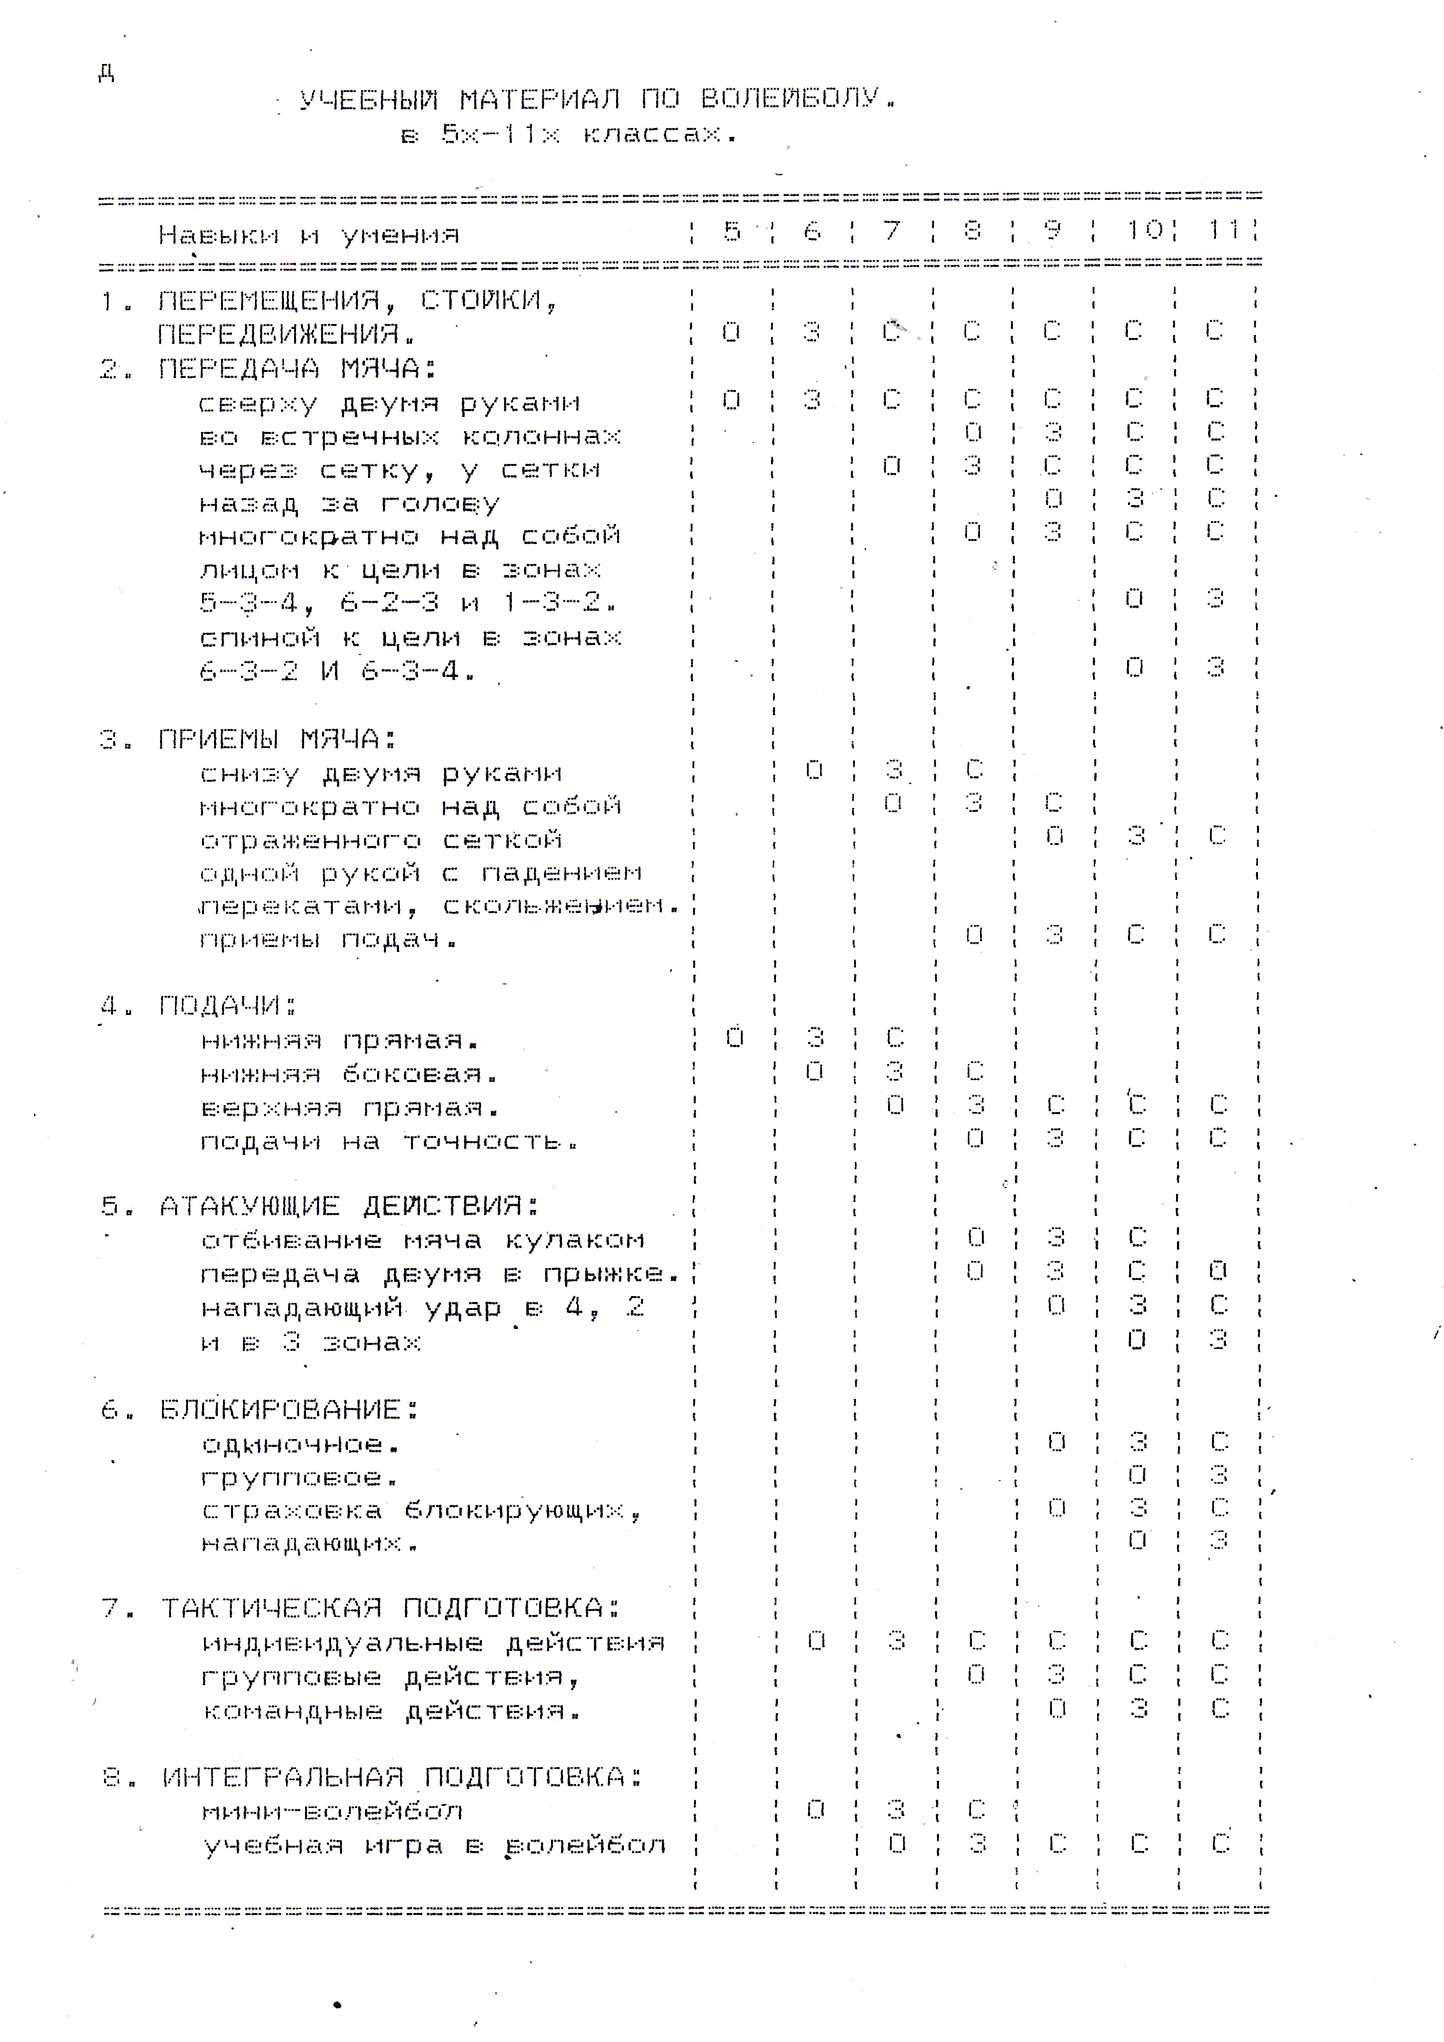 Д
УЧЕБНЫЙ МАТЕРИАЛ ПО ВОЛЕЙБОЛУ.
в 5х-11х классах.
Навыки и умения ¦ 5 ¦ 6 ¦ 7 ¦ 8 ¦ 9 ¦ 10¦ 11¦
1. ПЕРЕМЕЩЕНИЯ, СТОЙКИ,
ПЕРЕДВИЖЕНИЯ. ¦ О ¦ З ¦ С ¦ С ¦ С ¦ С ¦ С ¦
2. ПЕРЕДАЧА МЯЧА:
сверху двумя руками ¦ О ¦ З ¦ С ¦ С ¦ С ¦ С ¦ С ¦
во встречных колоннах ¦ ¦ ¦ ¦ О ¦ З ¦ С ¦ С ¦
через сетку, у сетки ¦ ¦ ¦ О ¦ З ¦ С ¦ С ¦ С ¦
назад за голову ¦ ¦ ¦ ¦ ¦ О ¦ З ¦ С ¦
многократно над собой ¦ ¦ ¦ ¦ О ¦ З ¦ С ¦ С ¦
лицом к цели в зонах
5-3-4, 6-2-3 и 1-3-2. ¦ ¦ ¦ ¦ ¦ ¦ О ¦ З ¦
спиной к цели в зонах
6-3-2 И 6-3-4. ¦ ¦ ¦ ¦ ¦ ¦ О ¦ З ¦
3. ПРИЕМЫ МЯЧА:
снизу двумя руками ¦ ¦ О ¦ З ¦ С ¦ ¦ ¦ ¦
многократно над собой ¦ ¦ ¦ О ¦ З ¦ С ¦ ¦ ¦
отраженного сеткой ¦ ¦ ¦ ¦ ¦ О ¦ З ¦ С ¦
одной рукой с падением
перекатами, скольжением.
приемы подач. ¦ ¦ ¦ ¦ О ¦ З ¦ С ¦ С ¦
4. ПОДАЧИ:
нижняя прямая. ¦ О ¦ З ¦ С ¦ ¦ ¦ ¦ ¦
нижняя боковая. ¦ ¦ О ¦ З ¦ С ¦ ¦ ¦ ¦
верхняя прямая. ¦ ¦ ¦ О ¦ З ¦ С ¦ С ¦ С ¦
подачи на точность. ¦ ¦ ¦ ¦ О ¦ З ¦ С ¦ С ¦
5. АТАКУЮЩИЕ ДЕЙСТВИЯ:
отбивание мяча кулаком ¦ ¦ ¦ ¦ О ¦ З ¦ С ¦ ¦
передача двумя в прыжке. ¦ ¦ ¦ ¦ О ¦ З ¦ С ¦ О ¦
нападающий удар в 4, 2 ¦ ¦ ¦ ¦ ¦ О ¦ З ¦ С ¦
и в 3 зонах ¦ ¦ ¦ ¦ ¦ ¦ О ¦ З ¦
6. БЛОКИРОВАНИЕ:
одиночное. ¦ ¦ ¦ ¦ ¦ О ¦ З ¦ С ¦
групповое. ¦ ¦ ¦ ¦ ¦ ¦ О ¦ З ¦
страховка блокирующих, ¦ ¦ ¦ ¦ ¦ О ¦ З ¦ С ¦
нападающих. ¦ ¦ ¦ ¦ ¦ ¦ О ¦ З ¦
7. ТАКТИЧЕСКАЯ ПОДГОТОВКА:
индивидуальные действия ¦ ¦ О ¦ З ¦ С ¦ С ¦ С ¦ С ¦
групповые действия, ¦ ¦ ¦ ¦ О ¦ З ¦ С ¦ С ¦
командные действия. ¦ ¦ ¦ ¦ ¦ О ¦ З ¦ С ¦
8. ИНТЕГРАЛЬНАЯ ПОДГОТОВКА:
мини-волейбол ¦ ¦ О ¦ З ¦ С ¦ ¦ ¦ ¦
учебная игра в волейбол ¦ ¦ ¦ О ¦ З ¦ С ¦ С ¦ С ¦